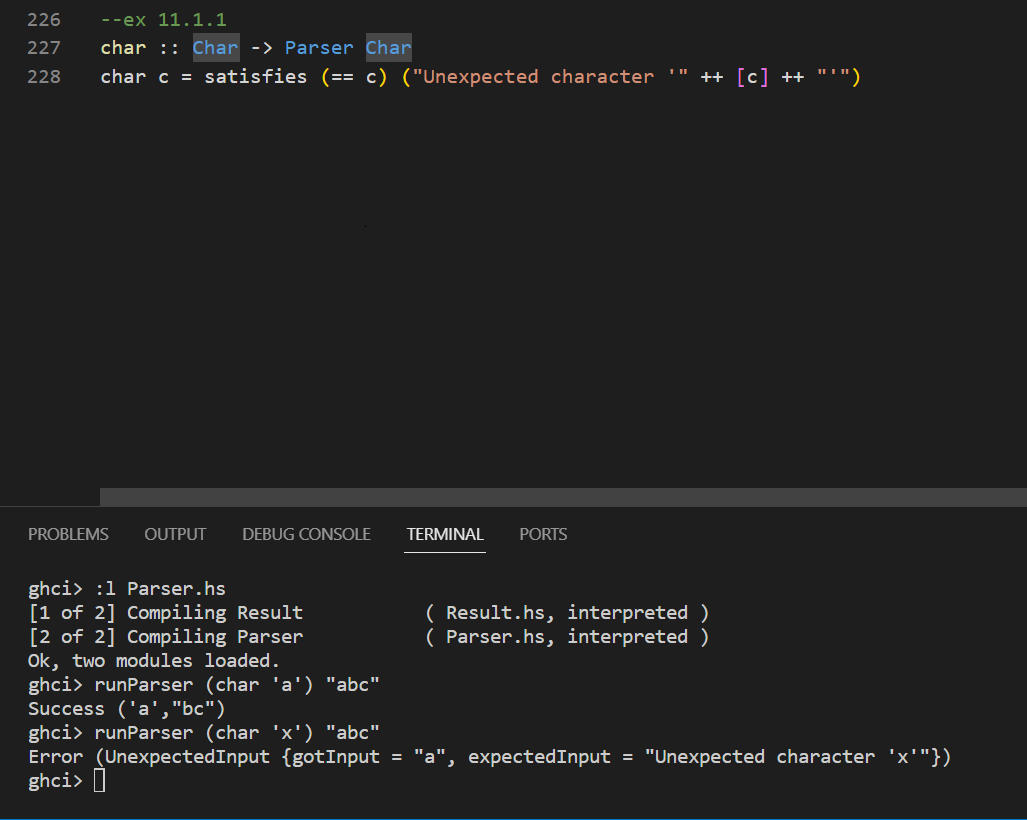 226 --ex 11.1.1
227 char :: Char -> Parser Char
228 char c = satisfies (== c) ("Unexpected character '" ++ [c] ++ "'")
PROBLEMS OUTPUT DEBUG CONSOLE TERMINAL PORTS
ghci> :l Parser.hs
[1 of 2] Compiling Result           ( Result.hs, interpreted )
[2 of 2] Compiling Parser           ( Parser.hs, interpreted )
Ok, two modules loaded.
ghci> runParser (char 'a') "abc"
Success ('a',"bc")
ghci> runParser (char 'x') "abc"
Error (UnexpectedInput {gotInput = "a", expectedInput = "Unexpected character 'x'"})
ghci>